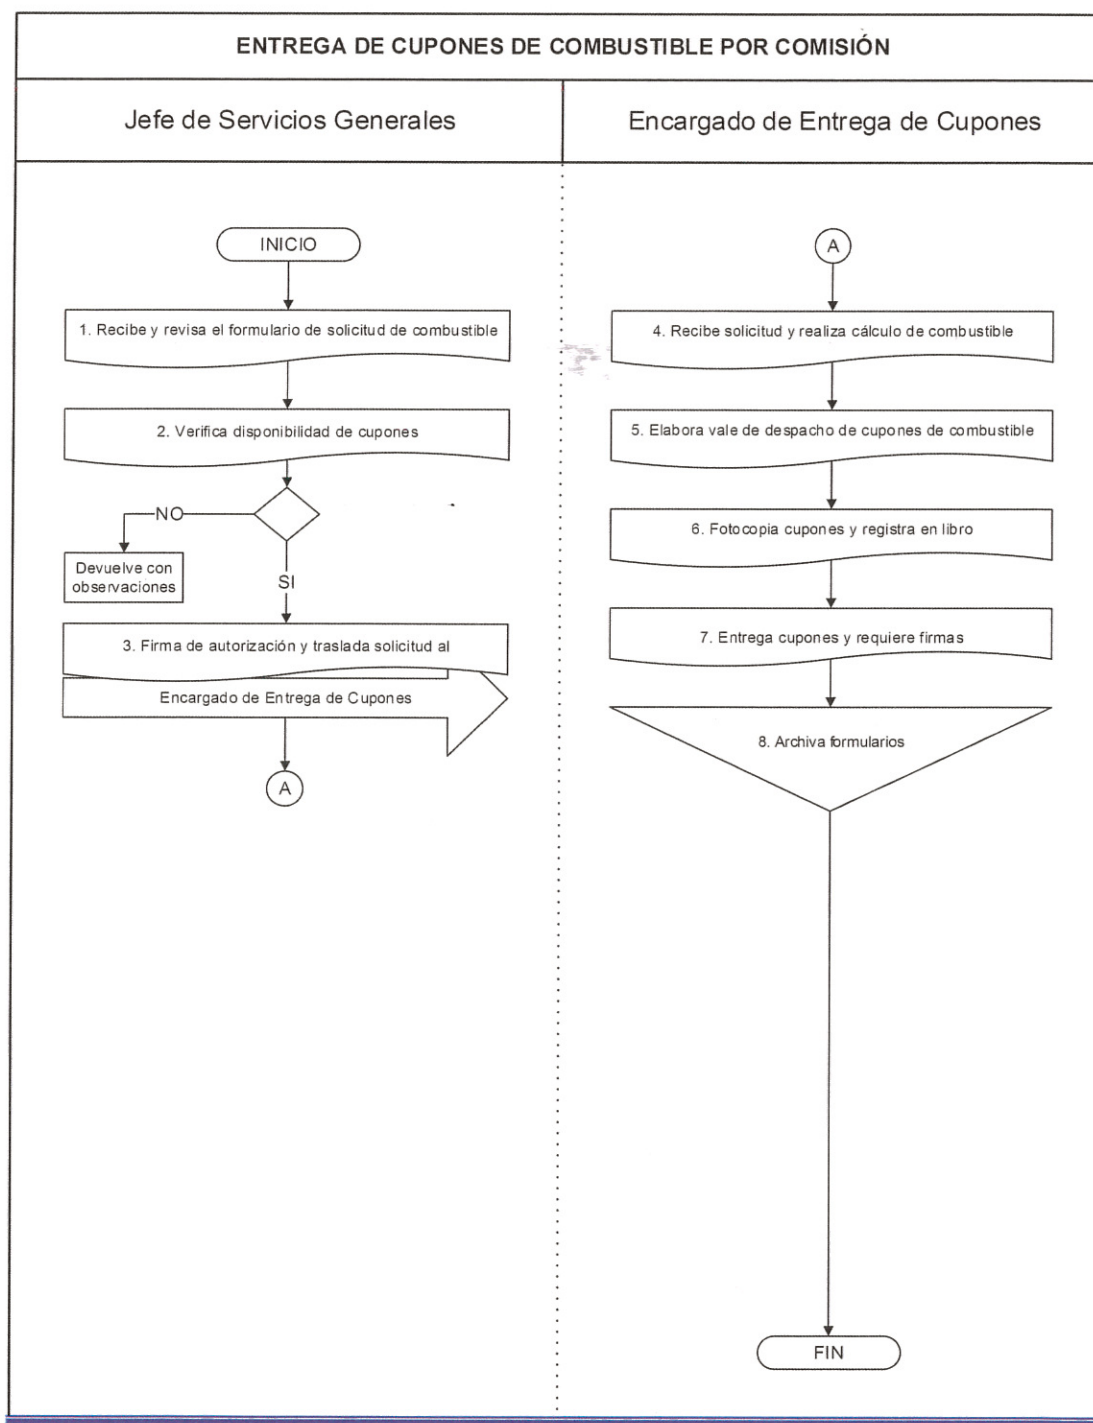 ENTREGA DE CUPONES DE COMBUSTIBLE POR COMISIÓN
Jefe de Servicios Generales
Encargado de Entrega de Cupones
INICIO
1. Recibe y revisa el formulario de solicitud de combustible
2. Verifica disponibilidad de cupones
NO
Devuelve con
observaciones
SI
3. Firma de autorización y traslada solicitud al
Encargado de Entrega de Cupones
A
A
4. Recibe solicitud y realiza cálculo de combustible
5. Elabora vale de despacho de cupones de combustible
6. Fotocopia cupones y registra en libro
7. Entrega cupones y requiere firmas
8. Archiva formularios
FIN